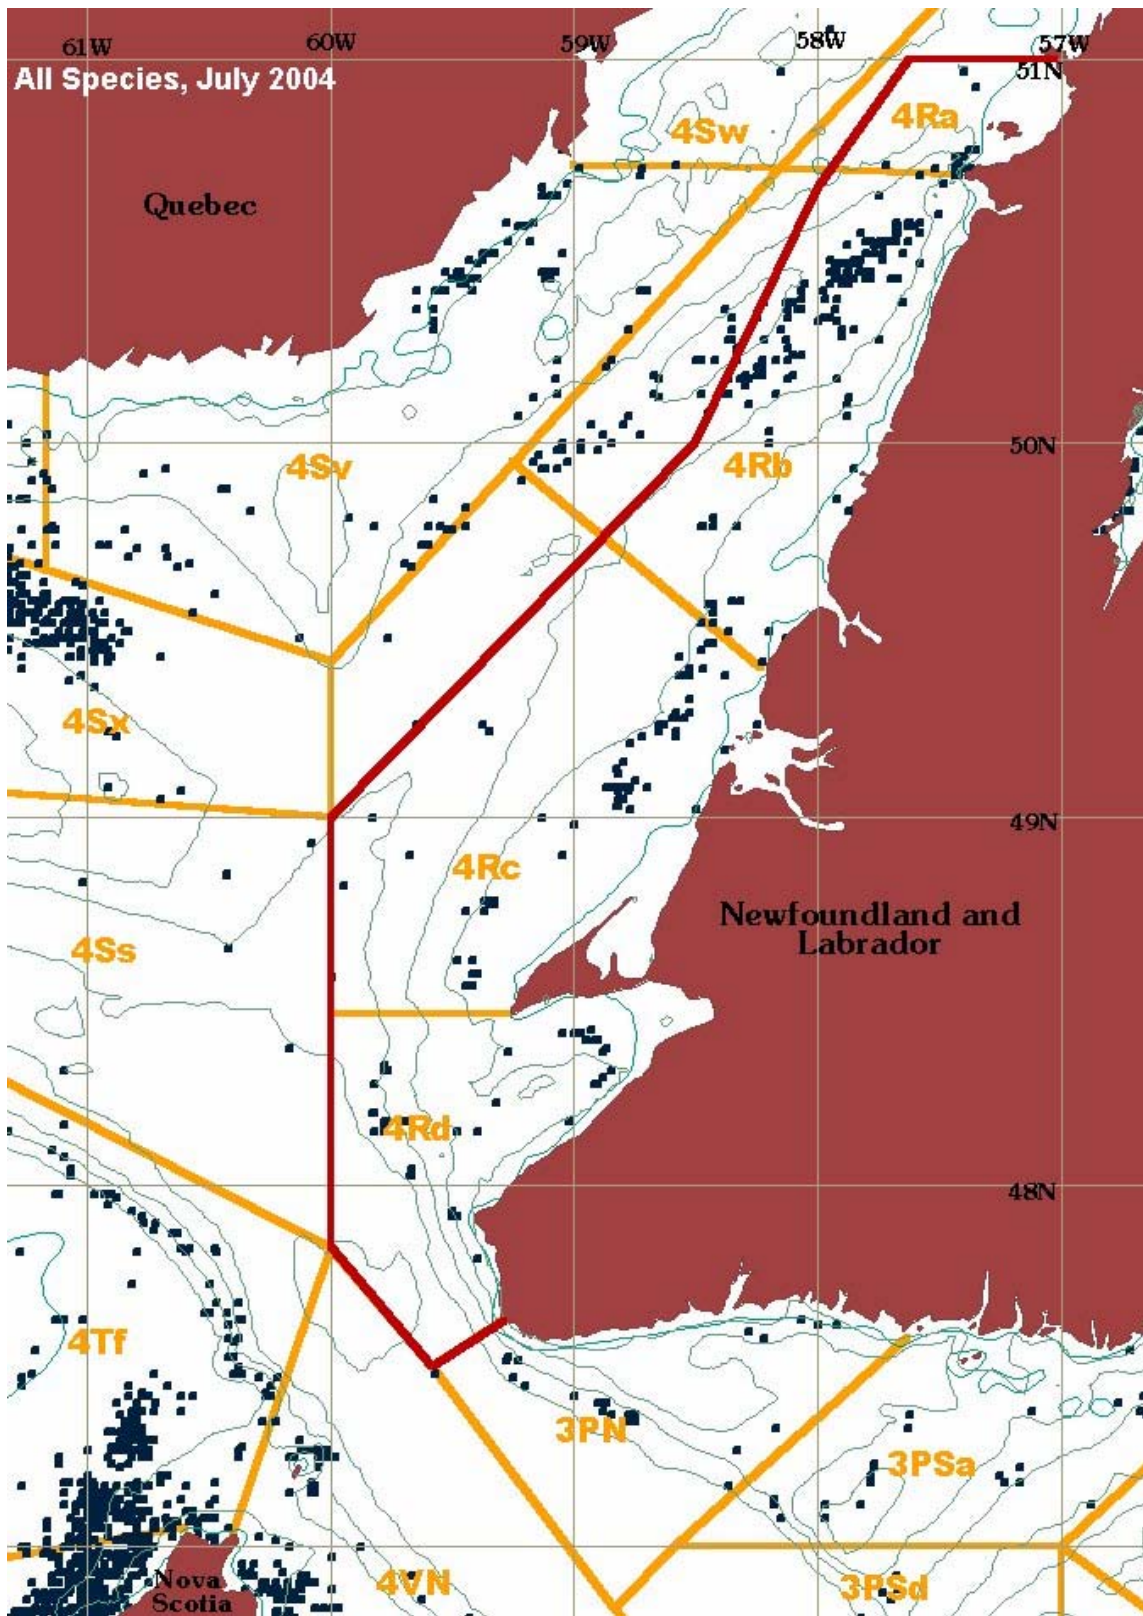 61W
60W
59W
58W
57W
All Species, July 2004
51N
4Sw
4Ra
Quebec
50N
4Sv
4Rb
4Sx
49N
4Rc
Newfoundland and
Labrador
4Ss
4Rd
48N
4Tf
3PN
3PSa
4VN
3PSd
Nova
Scotia